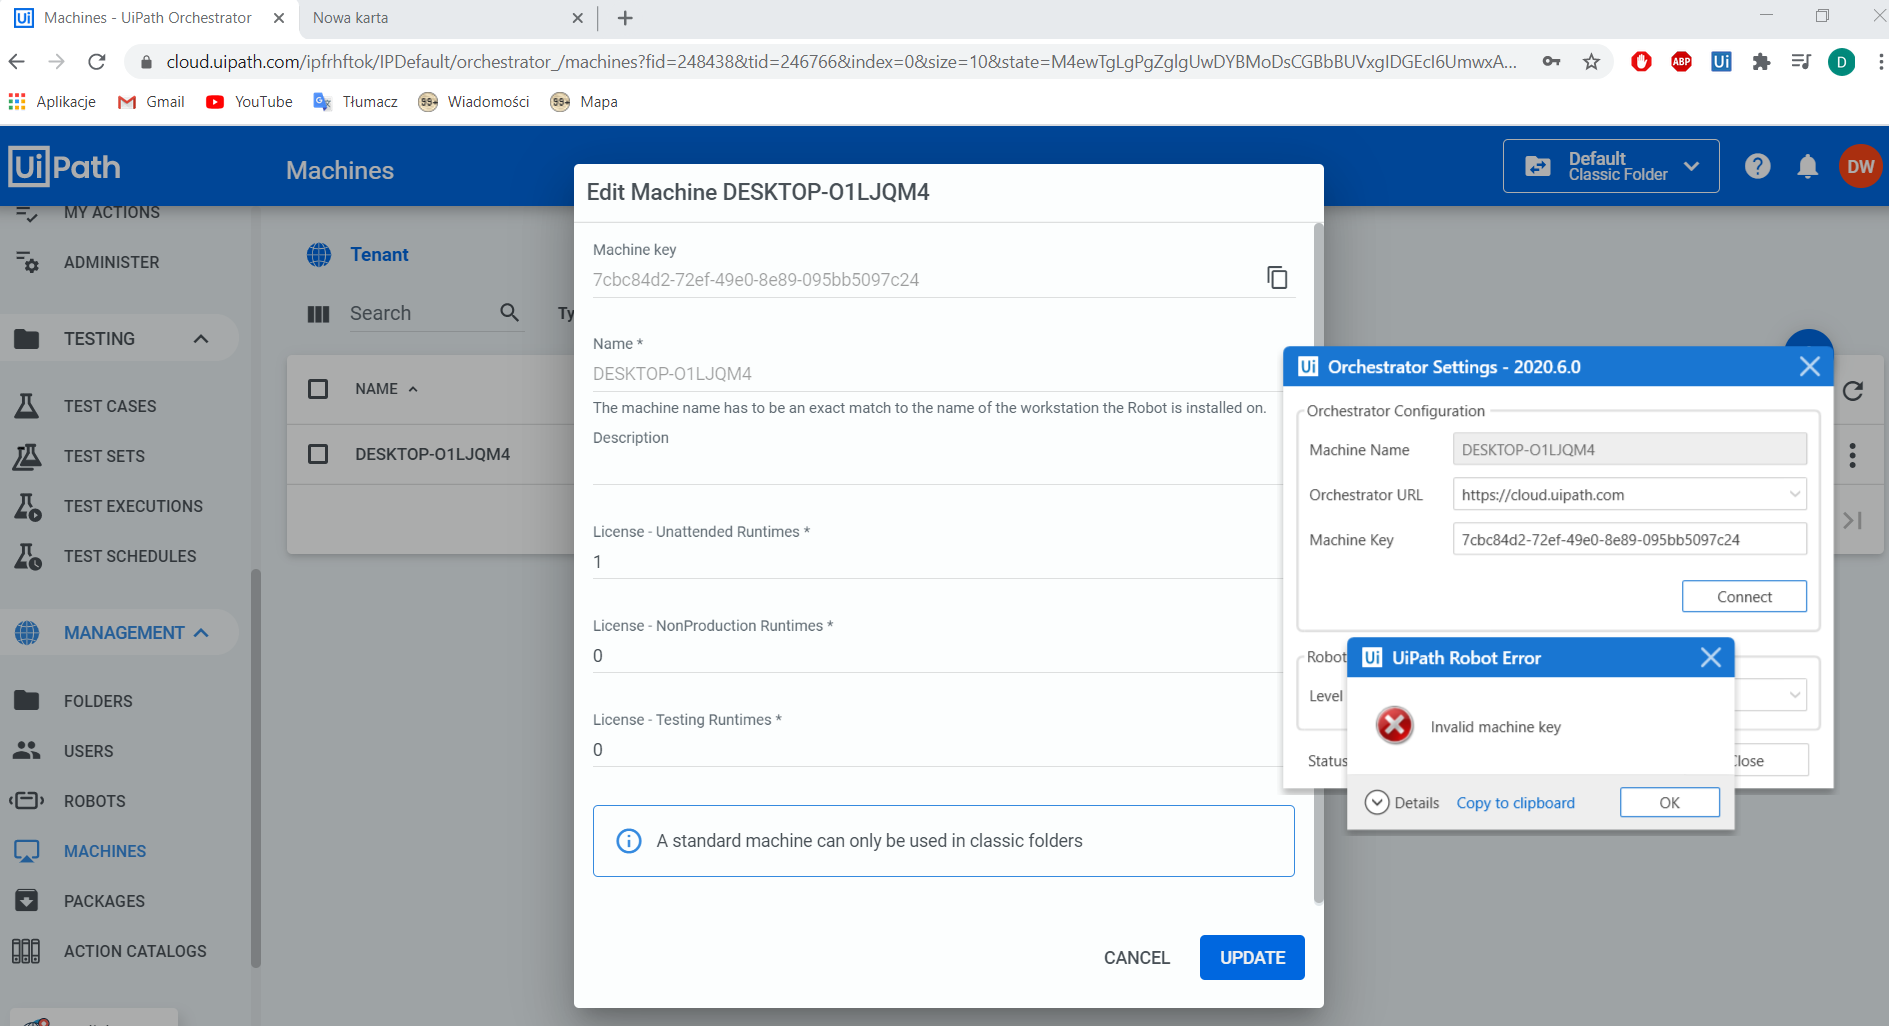 Machines - UiPath Orchestrator
Nowa karta
cloud.uipath.com/ipfrhftok/IPDefault/orchestrator_/machines?fid=248438&tid=246766&index=0&size=10&state=M4ewTgLgPgZglgUwDYBMoDsCGBbBUVxgIDGEcI6UmwxA...
ABP
Ui
D
Aplikacje
Gmail
YouTube
Tłumacz
99+ Wiadomości
99+ Mapa
UiPath
Machines
Default
Classic Folder
DW
MY ACTIONS
ADMINISTER
TESTING
TEST CASES
TEST SETS
TEST EXECUTIONS
TEST SCHEDULES
MANAGEMENT
FOLDERS
USERS
ROBOTS
MACHINES
PACKAGES
ACTION CATALOGS
Tenant
Search
Ty
NAME
DESKTOP-O1LJQM4
Edit Machine DESKTOP-O1LJQM4
Machine key
7cbc84d2-72ef-49e0-8e89-095bb5097c24
Name *
DESKTOP-O1LJQM4
The machine name has to be an exact match to the name of the workstation the Robot is installed on.
Description
License - Unattended Runtimes *
1
License - NonProduction Runtimes *
0
License - Testing Runtimes *
0
A standard machine can only be used in classic folders
CANCEL
UPDATE
Ui Orchestrator Settings - 2020.6.0
Orchestrator Configuration
Machine Name
DESKTOP-O1LJQM4
Orchestrator URL
https://cloud.uipath.com
Machine Key
7cbc84d2-72ef-49e0-8e89-095bb5097c24
Connect
Robot
Level
Status
Close
Ui UiPath Robot Error
Invalid machine key
Details
Copy to clipboard
OK